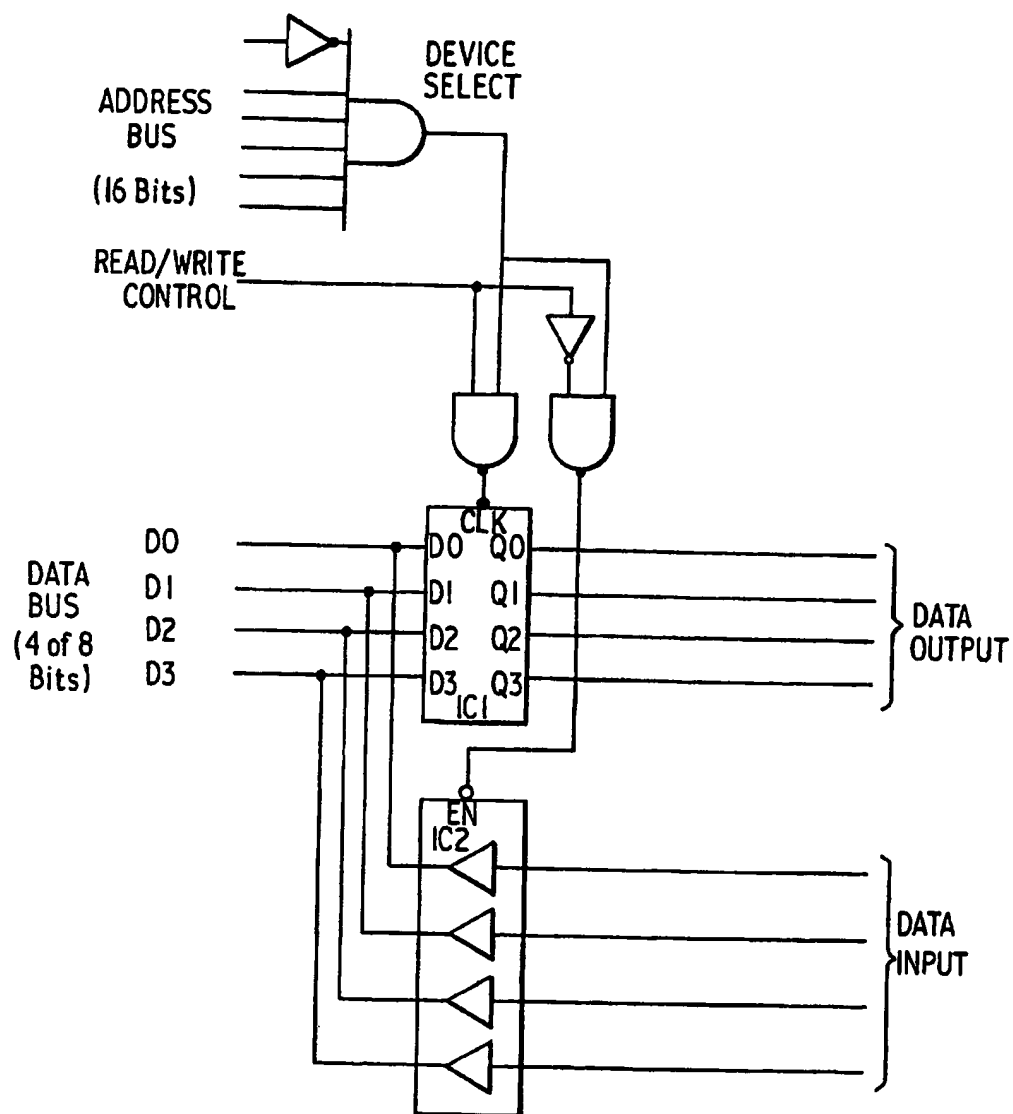 DEVICE
SELECT
ADDRESS
BUS
(16 Bits)
READ/WRITE
CONTROL
CLK
D0 D0 Q0
D1 D1 Q1
D2 D2 Q2
D3 D3 Q3
IC1
DATA
BUS
(4 of 8
Bits)
DATA
OUTPUT
EN
IC2
DATA
INPUT